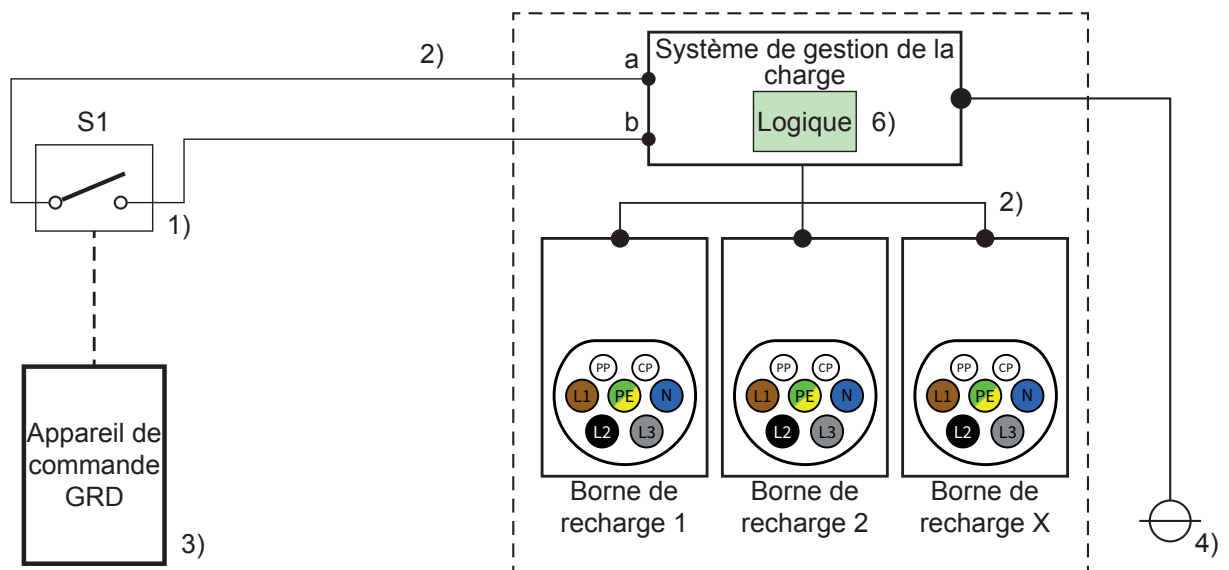 2)
a
Système de gestion de la
charge
S1
b
Logique
6)
1)
2)
PP CP
L1 PE N
L2 L3
PP CP
L1 PE N
L2 L3
PP CP
L1 PE N
L2 L3
Appareil de
commande
GRD
3)
Borne de
recharge 1
Borne de
recharge 2
Borne de
recharge X
4)